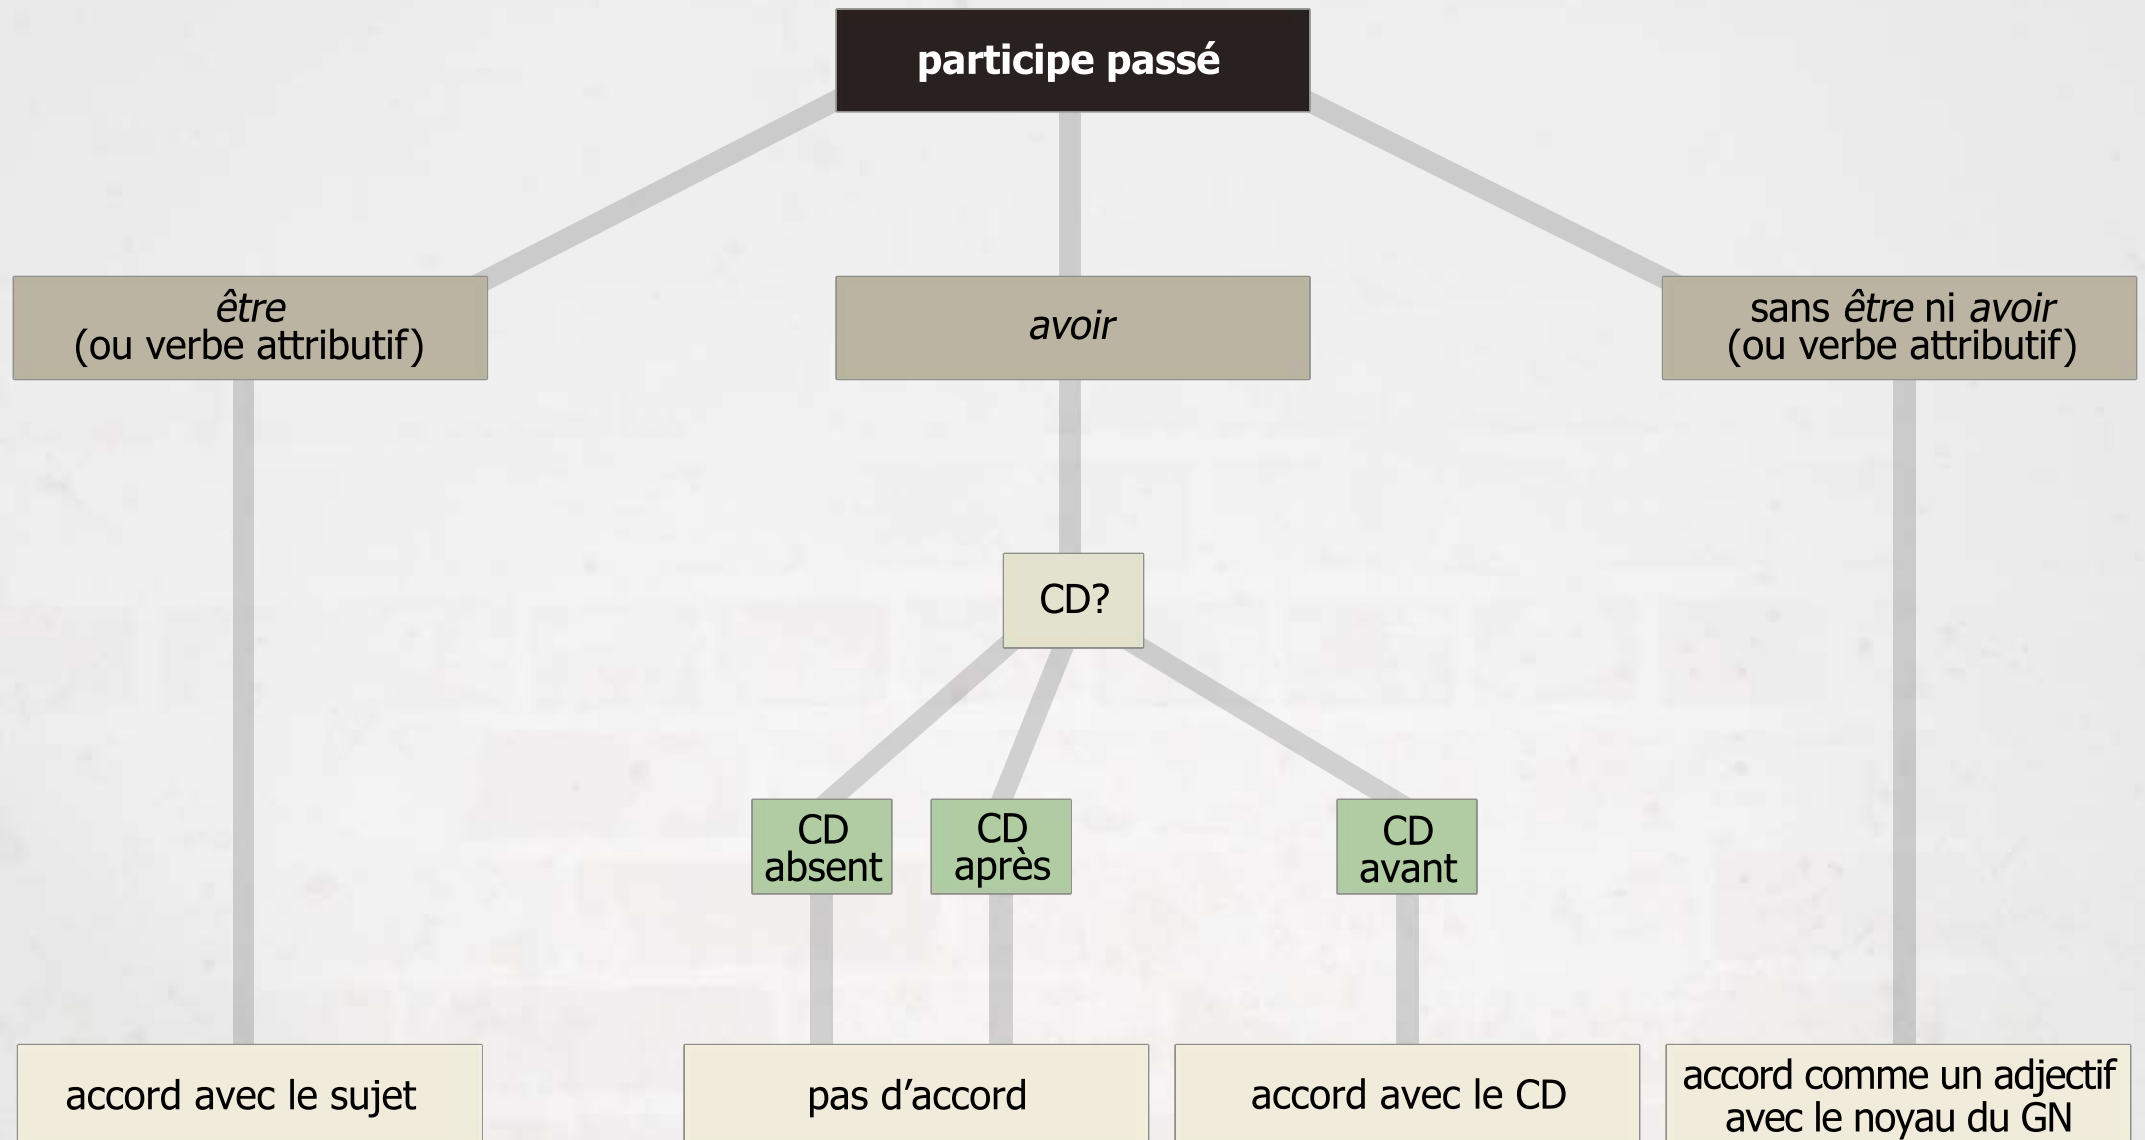 participe passé
être
(ou verbe attributif)
avoir
sans être ni avoir
(ou verbe attributif)
CD?
CD
absent
CD
après
CD
avant
accord avec le sujet
pas d’accord
accord avec le CD
accord comme un adjectif
avec le noyau du GN